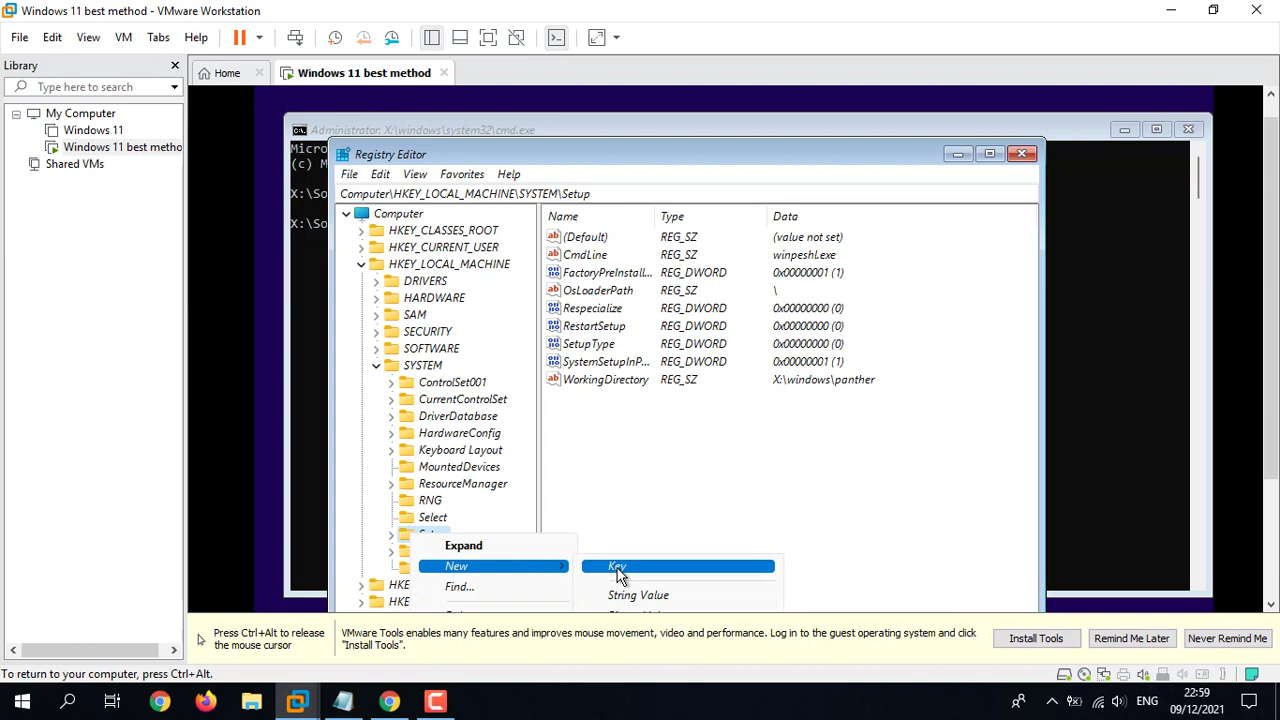 Windows 11 best method - VMware Workstation
File Edit View VM Tabs Help
Library
Type here to search
My Computer
Windows 11
Windows 11 best metho
Shared VMs
Home
Windows 11 best method
Administrator: X:\windows\system32\cmd.exe
Micro
(c) M
X:\So
X:\So
Registry Editor
File Edit View Favorites Help
Computer\HKEY_LOCAL_MACHINE\SYSTEM\Setup
Computer
HKEY_CLASSES_ROOT
HKEY_CURRENT_USER
HKEY_LOCAL_MACHINE
DRIVERS
HARDWARE
SAM
SECURITY
SOFTWARE
SYSTEM
ControlSet001
CurrentControlSet
DriverDatabase
HardwareConfig
Keyboard Layout
MountedDevices
ResourceManager
RNG
Select
HKE
HKE
Name Type Data
(Default) REG_SZ (value not set)
CmdLine REG_SZ winpeshl.exe
FactoryPreInstall... REG_DWORD 0x00000001 (1)
OsLoaderPath REG_SZ \
Respecialize REG_DWORD 0x00000000 (0)
RestartSetup REG_DWORD 0x00000000 (0)
SetupType REG_DWORD 0x00000000 (0)
SystemSetupInP... REG_DWORD 0x00000001 (1)
WorkingDirectory REG_SZ X:\windows\panther
Expand
New
Find...
Key
String Value
Press Ctrl+Alt to release
the mouse cursor
VMware Tools enables many features and improves mouse movement, video and performance. Log in to the guest operating system and click
"Install Tools".
Install Tools
Remind Me Later
Never Remind Me
To return to your computer, press Ctrl+Alt.
ENG
22:59
09/12/2021